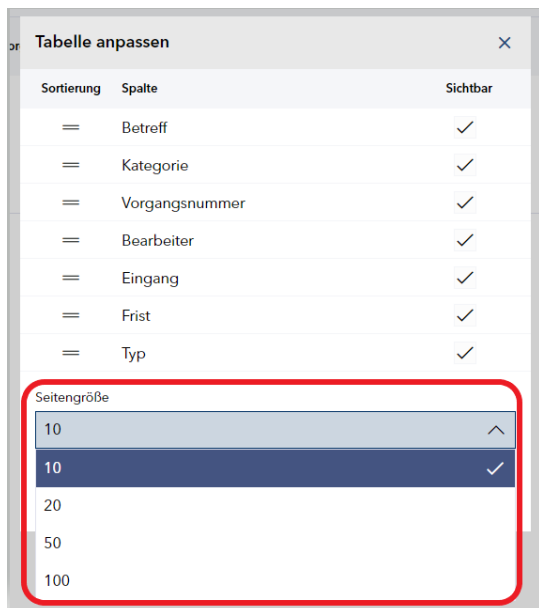 Tabelle anpassen
Sortierung Spalte Sichtbar
Betreff
Kategorie
Vorgangsnummer
Bearbeiter
Eingang
Frist
Typ
Seitengröße
10
10
20
50
100